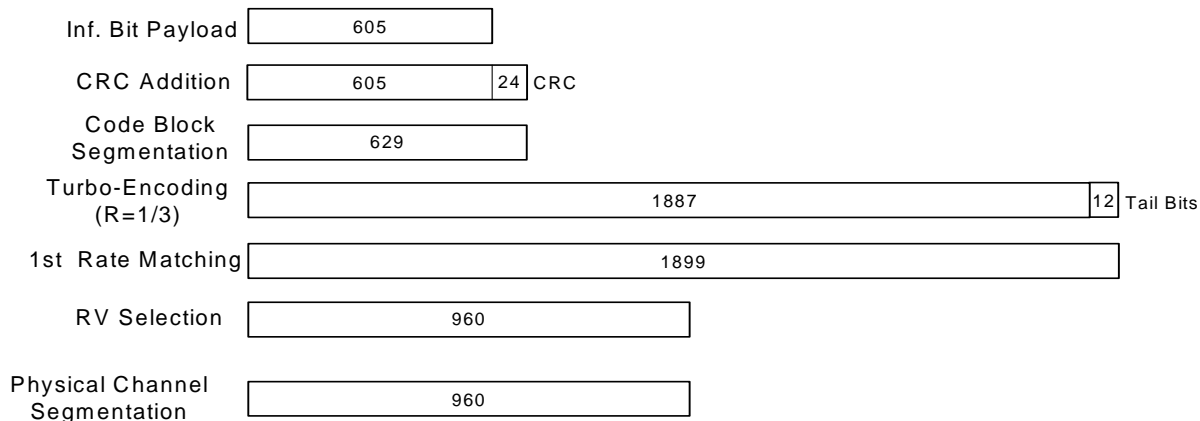 Inf. Bit Payload 605
CRC Addition 605 24 CRC
Code Block
Segmentation 629
Turbo-Encoding
(R=1/3) 1887 12 Tail Bits
1st Rate Matching 1899
RV Selection 960
Physical Channel
Segmentation 960